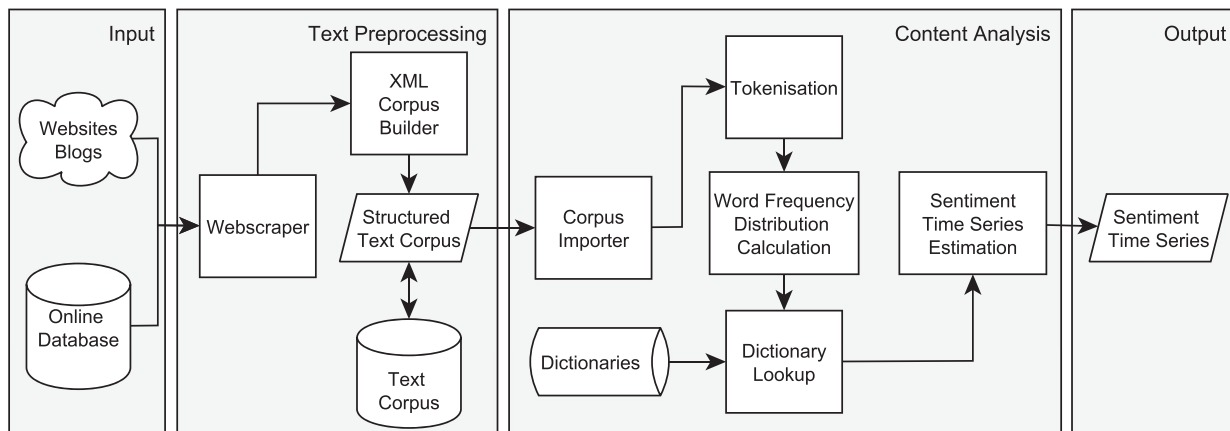 Input
Websites
Blogs
Online
Database
Text Preprocessing
XML
Corpus
Builder
Webscraper
Structured
Text Corpus
Text
Corpus
Content Analysis
Tokenisation
Corpus
Importer
Word Frequency
Distribution
Calculation
Dictionaries
Dictionary
Lookup
Sentiment
Time Series
Estimation
Output
Sentiment
Time Series